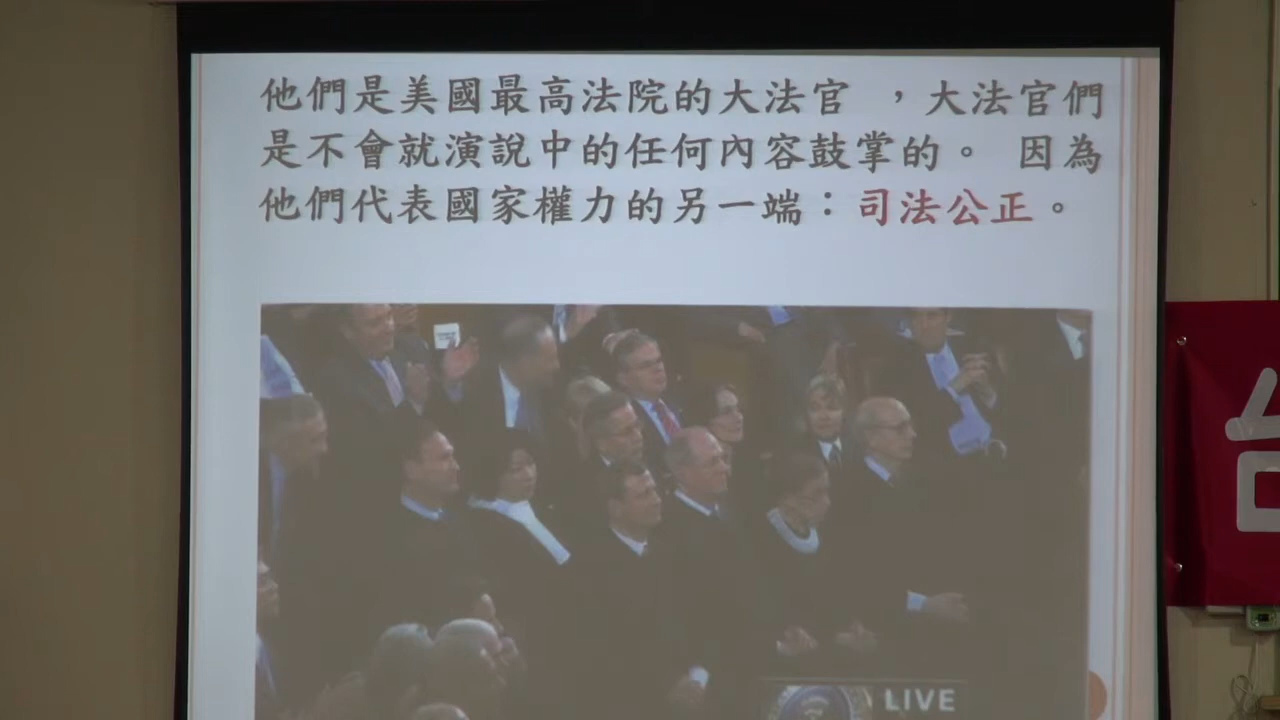 他們是美國最高法院的大法官 ，大法官們
是不會就演說中的任何內容鼓掌的。 因為
他們代表國家權力的另一端：司法公正。
LIVE
台